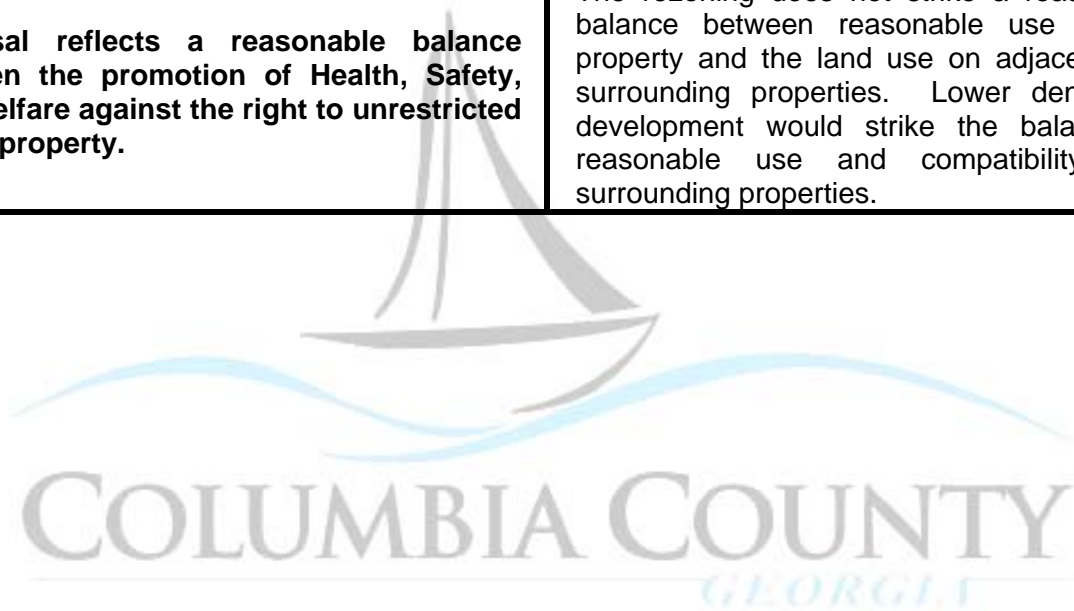 sal reflects a reasonable balance
en the promotion of Health, Safety,
elfare against the right to unrestricted
property.
balance between reasonable use
property and the land use on adjace
surrounding properties. Lower den
development would strike the bala
reasonable use and compatibility
surrounding properties.
COLUMBIA COUNTY
GEORGIA